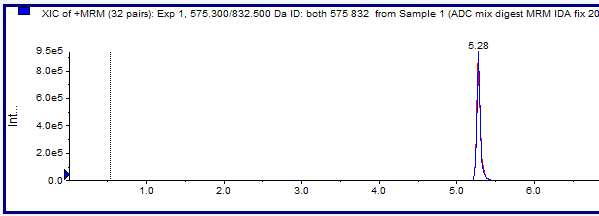 XIC of +MRM (32 pairs): Exp 1, 575.300/832.500 Da ID: both 575 832 from Sample 1 (ADC mix digest MRM IDA fix 20
5.28
9.5e5
8.0e5
6.0e5
4.0e5
2.0e5
0.0
Int...
1.0 2.0 3.0 4.0 5.0 6.0